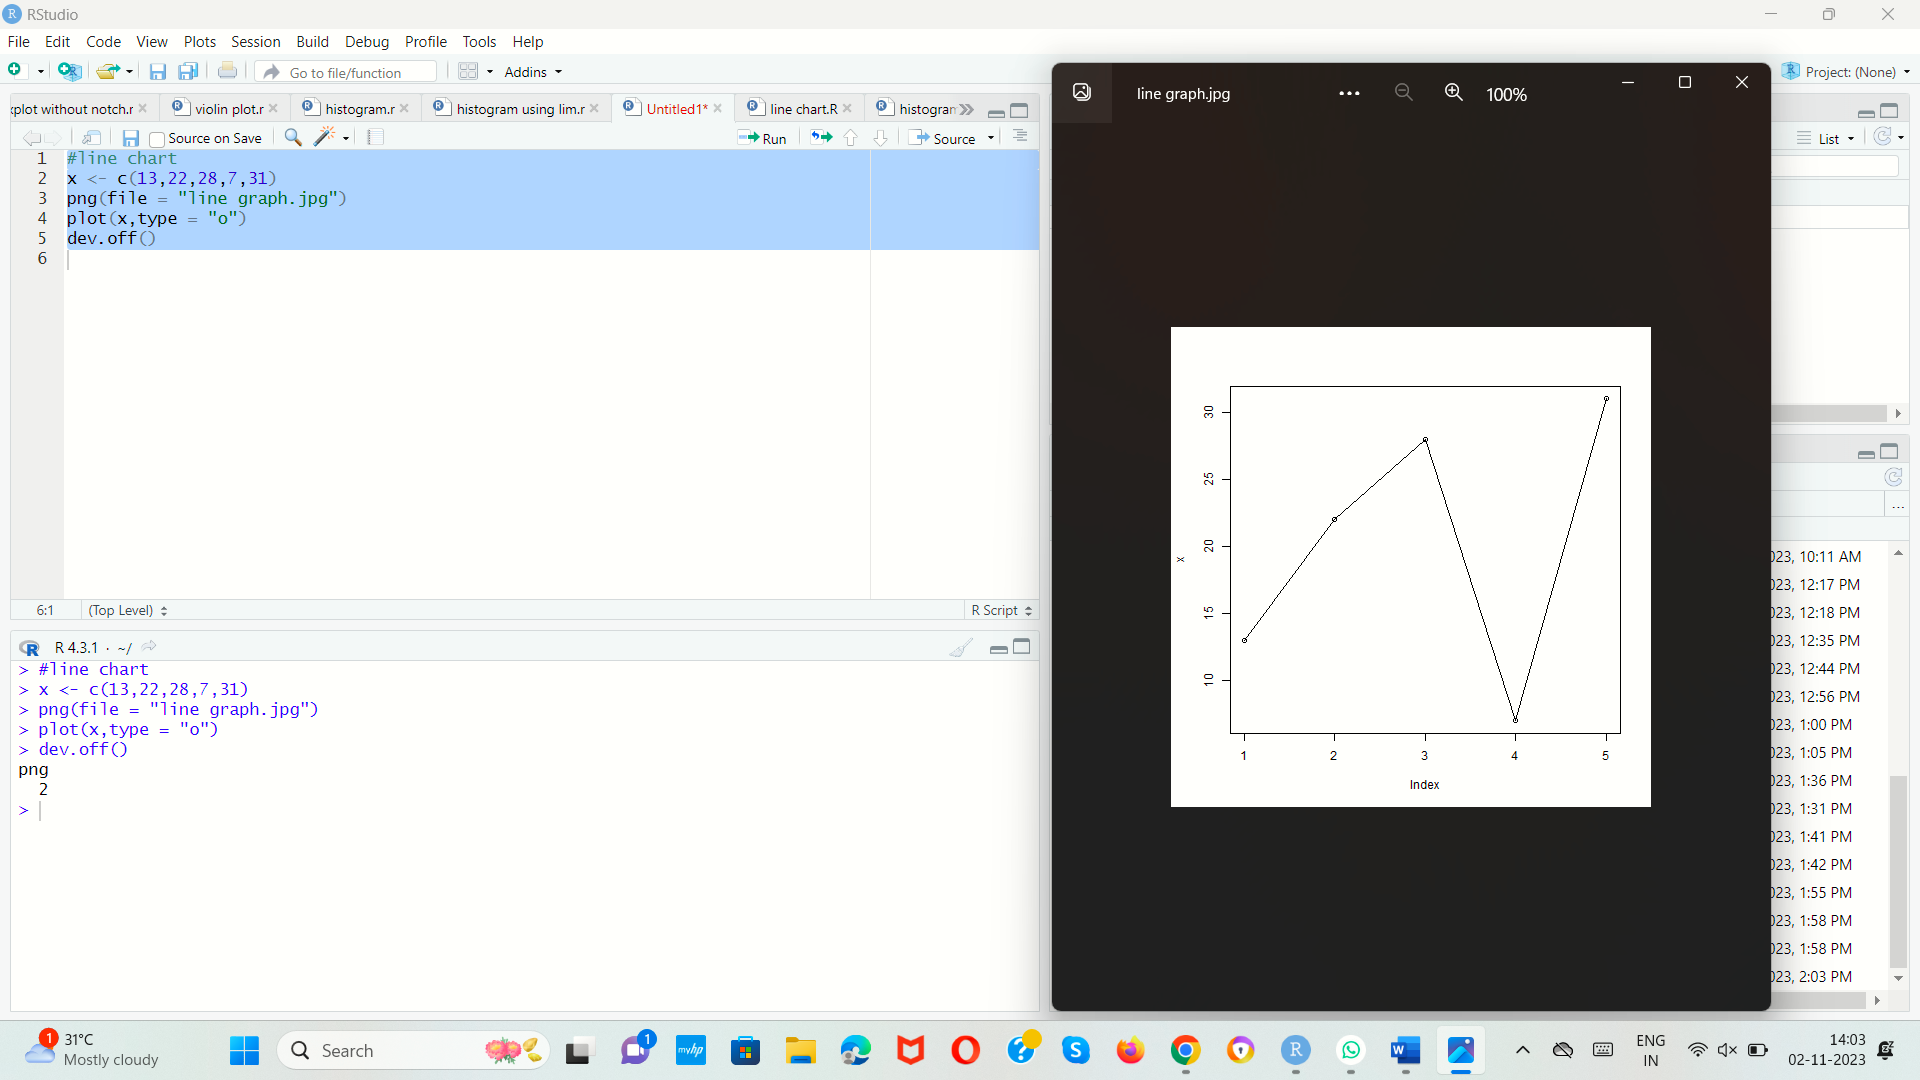 RStudio
File Edit Code View Plots Session Build Debug Profile Tools Help
Go to file/function Addins Project: (None)
xplot without notch.r violin plot.r histogram.r histogram using lim.r Untitled1* line chart.R histogran
Source on Save Run Source List
1 #line chart
2 x <- c(13,22,28,7,31)
3 png(file = "line graph.jpg")
4 plot(x,type = "o")
5 dev.off()
6
6:1 (Top Level) R Script
R 4.3.1 · ~/
> #line chart
> x <- c(13,22,28,7,31)
> png(file = "line graph.jpg")
> plot(x,type = "o")
> dev.off()
png
2
>
line graph.jpg ... 100%
30
25
20
15
10
x
1 2 3 4 5
Index
...
023, 10:11 AM
023, 12:17 PM
023, 12:18 PM
023, 12:35 PM
023, 12:44 PM
023, 12:56 PM
023, 1:00 PM
023, 1:05 PM
023, 1:36 PM
023, 1:31 PM
023, 1:41 PM
023, 1:42 PM
023, 1:55 PM
023, 1:58 PM
023, 1:58 PM
023, 2:03 PM
1 31°C
Mostly cloudy
Search
1
myhp
ENG
IN
14:03
02-11-2023